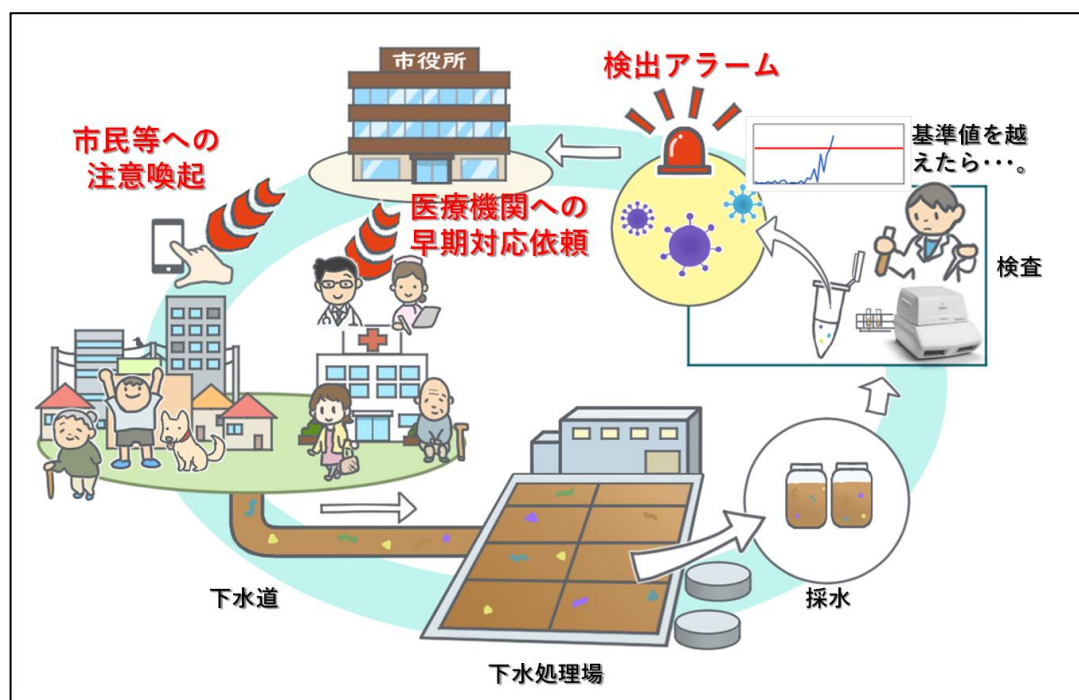 市役所
検出アラーム
基準値を越
えたら・・・。
市民等への
注意喚起
医療機関への
早期対応依頼
検査
下水道
採水
下水処理場